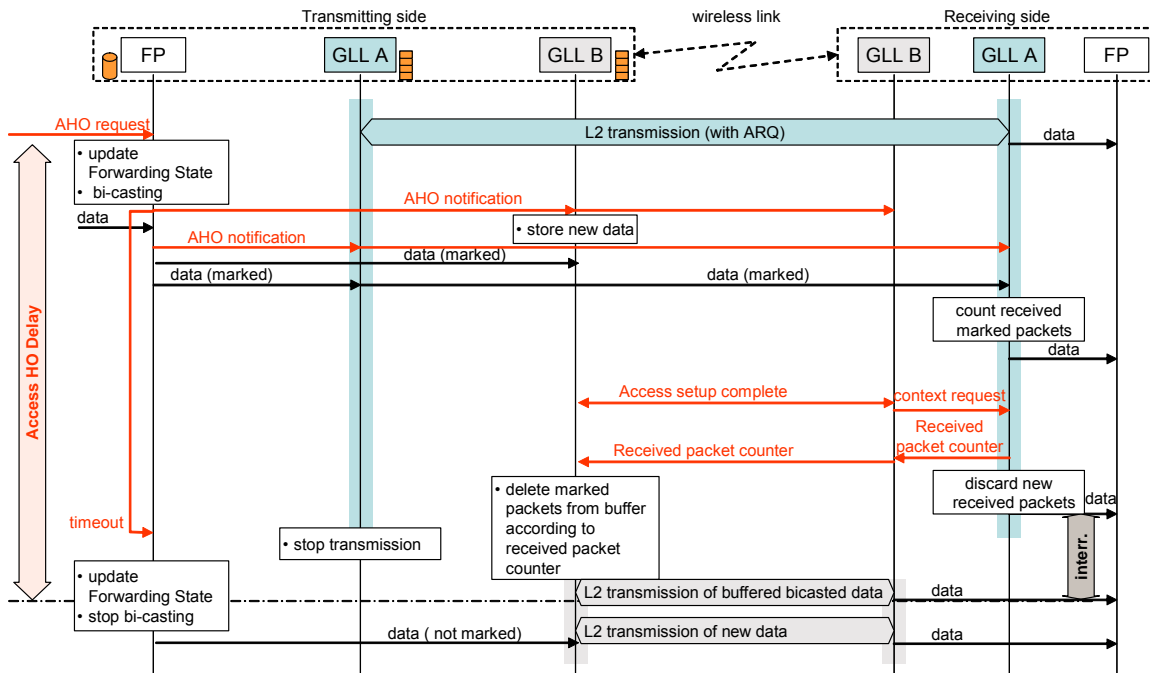 Transmitting side
wireless link
Receiving side
FP
GLL A
GLL B
GLL B
GLL A
FP
AHO request
L2 transmission (with ARQ)
data
• update
Forwarding State
• bi-casting
AHO notification
data
• store new data
AHO notification
data (marked)
data (marked)
data (marked)
count received
marked packets
data
Access HO Delay
Access setup complete
context request
Received
packet counter
Received packet counter
discard new
received packets
data
• delete marked
packets from buffer
according to
received packet
counter
timeout
• stop transmission
interr.
• update
Forwarding State
• stop bi-casting
L2 transmission of buffered bicasted data
data
data ( not marked)
L2 transmission of new data
data